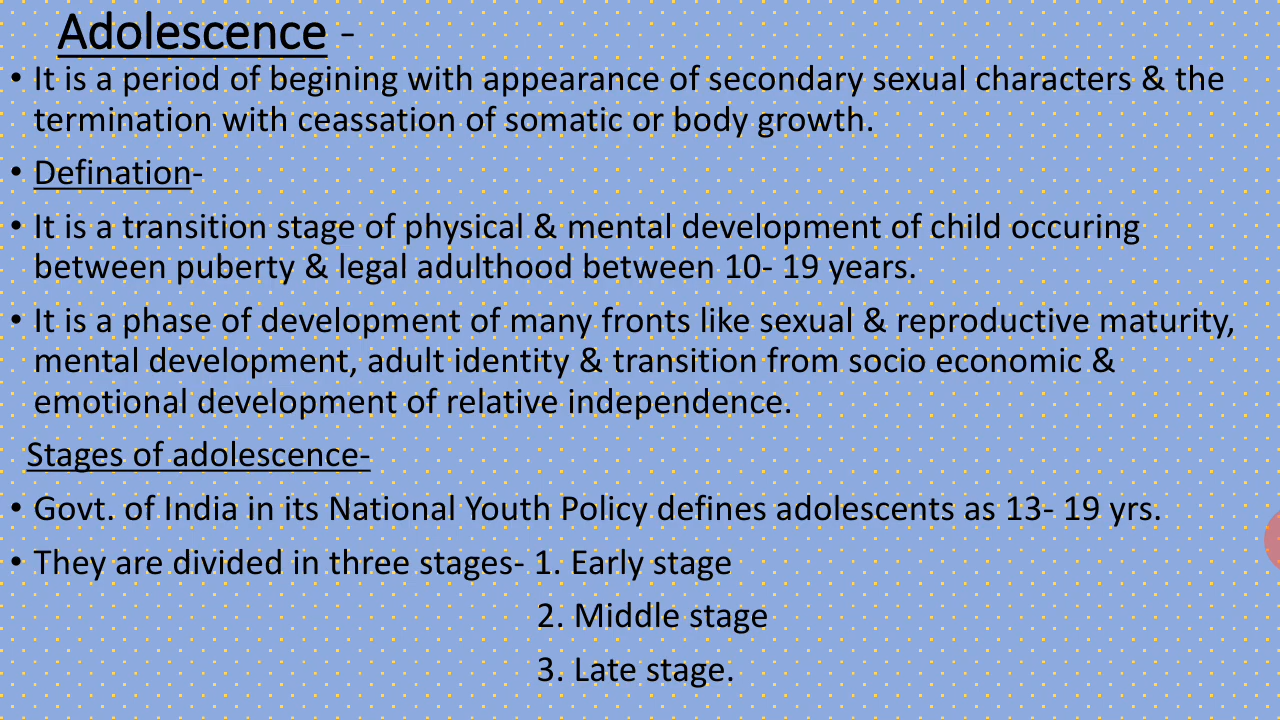 Adolescence -
• It is a period of begining with appearance of secondary sexual characters & the
termination with ceassation of somatic or body growth.
• Defination-
• It is a transition stage of physical & mental development of child occuring
between puberty & legal adulthood between 10- 19 years.
• It is a phase of development of many fronts like sexual & reproductive maturity,
mental development, adult identity & transition from socio economic &
emotional development of relative independence.
Stages of adolescence-
• Govt. of India in its National Youth Policy defines adolescents as 13- 19 yrs.
• They are divided in three stages- 1. Early stage
2. Middle stage
3. Late stage.